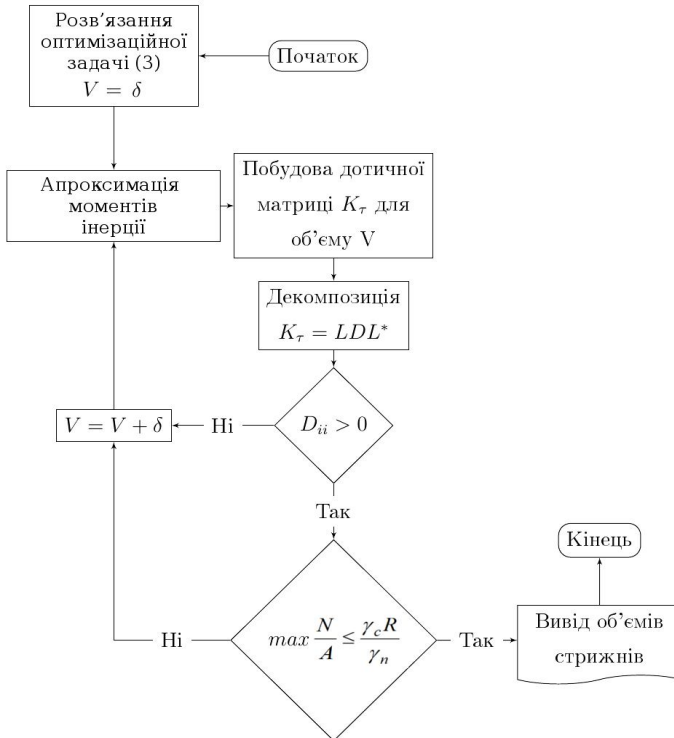 Розв'язання
оптимізаційної
задачі (3)
V = δ
Початок
Апроксимація
моментів
інерції
Побудова дотичної
матриці K_τ для
об'єму V
Декомпозиція
K_τ = LDL*
V = V + δ
Ні
D_ii > 0
Так
Кінець
Ні
max N/A ≤ γ_c R/γ_n
Так
Вивід об'ємів
стрижнів